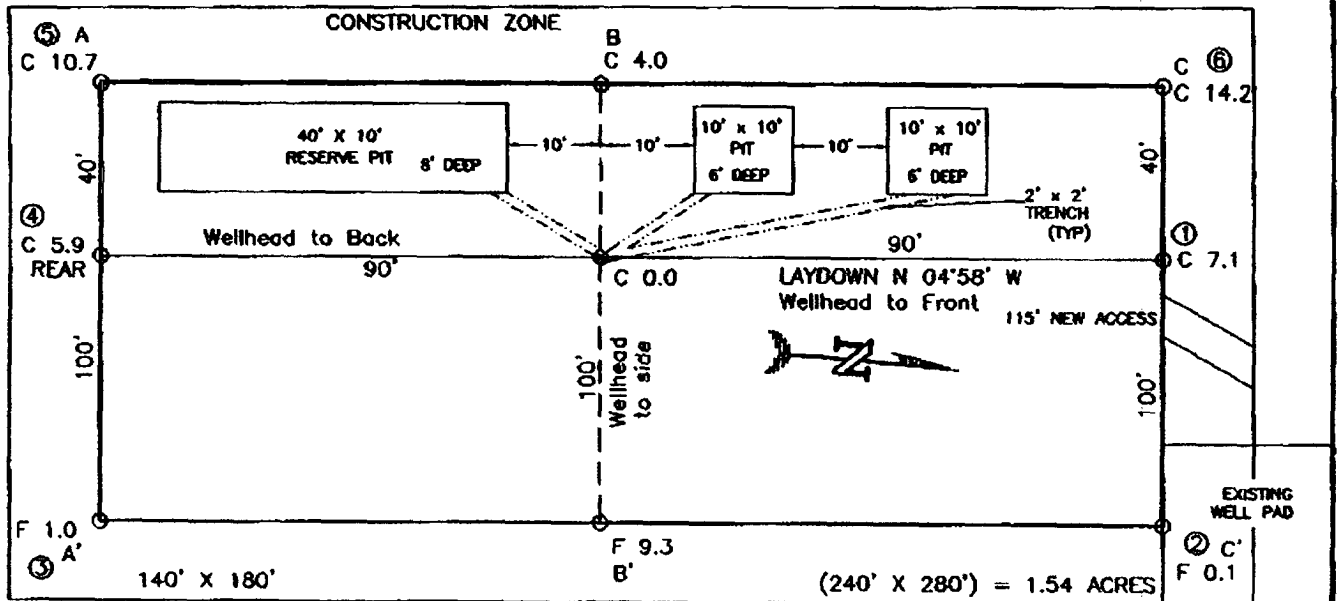 CONSTRUCTION ZONE
⑤ A
C 10.7
B
C 4.0
C ⑥
C 14.2
40' X 10'
RESERVE PIT
8' DEEP
10'
10'
10' x 10'
PIT
6' DEEP
10'
10' x 10'
PIT
6' DEEP
40'
40'
2' x 2'
TRENCH
(TYP)
④
C 5.9
REAR
Wellhead to Back
90'
C 0.0
90'
①
C 7.1
LAYDOWN N 04°58' W
Wellhead to Front
115' NEW ACCESS
N
100'
100'
Wellhead
to side
100'
EXISTING
WELL PAD
F 1.0
③ A'
F 9.3
B'
② C'
F 0.1
140' X 180'
(240' X 280') = 1.54 ACRES